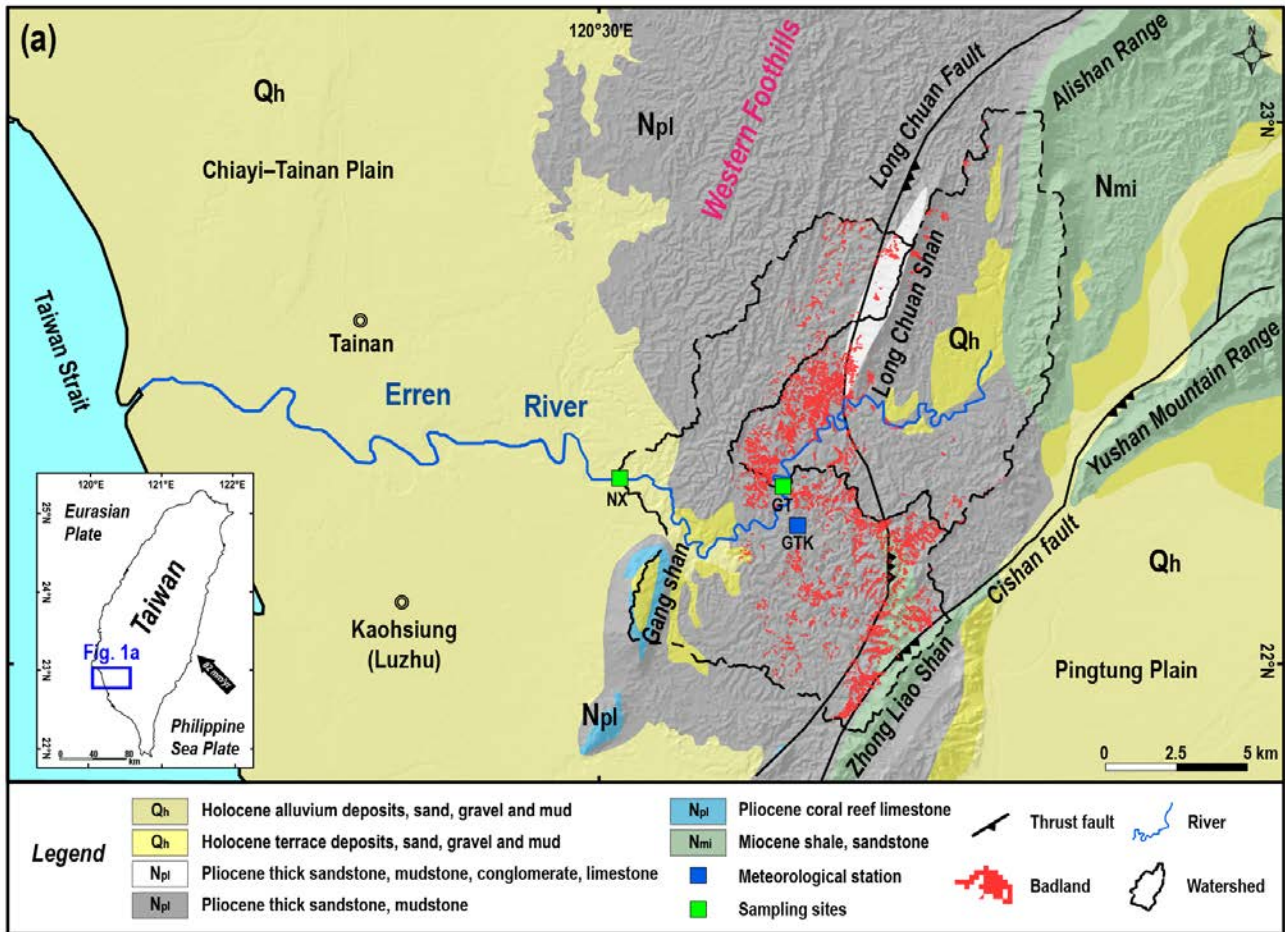 (a)
120°30'E
N
Qh
Npl
Western Foothills
Long Chuan Fault
Alishan Range
23°N
Chiayi–Tainan Plain
Nmi
Taiwan Strait
Tainan
Long Chuan Shan
Qh
Erren River
Yushan Mountain Range
NX
GT
GTK
Cishan fault
Qh
Gang shan
Kaohsiung
(Luzhu)
Pingtung Plain
22°N
Npl
Zhong Liao Shan
0 2.5 5 km
120°E 121°E 122°E
Eurasian
Plate
25°N
24°N
23°N
22°N
Taiwan
Fig. 1a
82 mm/yr
Philippine
Sea Plate
0 40 80
km
Legend
Qh Holocene alluvium deposits, sand, gravel and mud
Qh Holocene terrace deposits, sand, gravel and mud
Npl Pliocene thick sandstone, mudstone, conglomerate, limestone
Npl Pliocene thick sandstone, mudstone
Npl Pliocene coral reef limestone
Nmi Miocene shale, sandstone
Meteorological station
Sampling sites
Thrust fault
River
Badland
Watershed